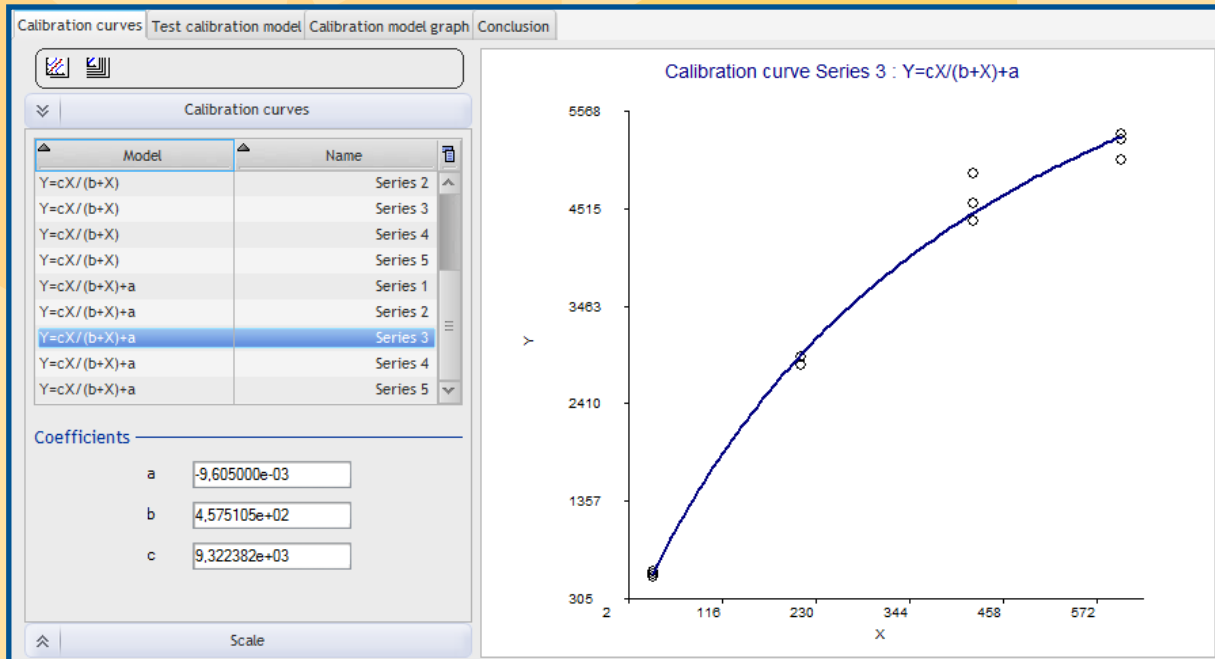 Calibration curves Test calibration model Calibration model graph Conclusion
Calibration curves
Model Name
Y=cX/(b+X) Series 2
Y=cX/(b+X) Series 3
Y=cX/(b+X) Series 4
Y=cX/(b+X) Series 5
Y=cX/(b+X)+a Series 1
Y=cX/(b+X)+a Series 2
Y=cX/(b+X)+a Series 3
Y=cX/(b+X)+a Series 4
Y=cX/(b+X)+a Series 5
Coefficients
a -9,605000e-03
b 4,575105e+02
c 9,322382e+03
Scale
Calibration curve Series 3 : Y=cX/(b+X)+a
5568
4515
3463
2410
1357
305
Y
2 116 230 344 458 572
X